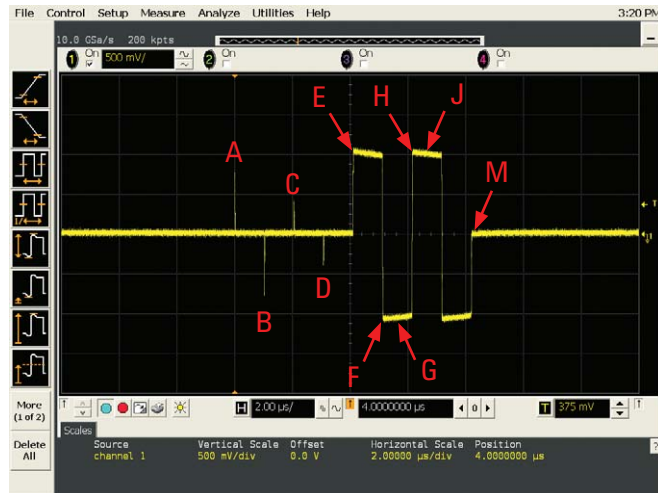 File Control Setup Measure Analyze Utilities Help 3:20 PM
10.0 GSa/s 200 kpts
1 On 500 mV/ 2 On 3 On 4 On
E H J
A
C
M
T
D
B
F G
More
(1 of 2)
Delete
All
H 2.00 µs/ 4.0000000 µs 0 T 375 mV
Scales
Source Vertical Scale Offset Horizontal Scale Position
channel 1 500 mV/div 0.0 V 2.00000 µs/div 4.0000000 µs
?